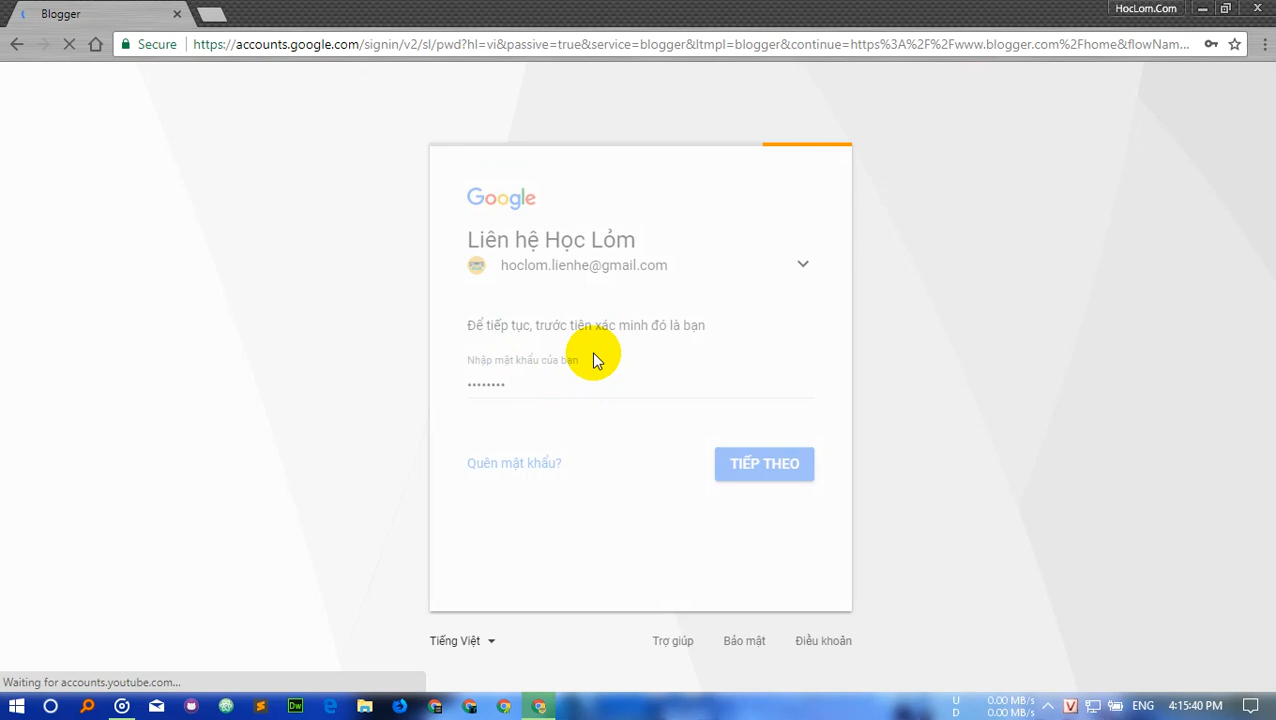 Blogger
HocLom.Com
Secure
https://accounts.google.com/signin/v2/sl/pwd?hl=vi&passive=true&service=blogger&ltmpl=blogger&continue=https%3A%2F%2Fwww.blogger.com%2Fhome&flowNam...
Google
Liên hệ Học Lỏm
hoclom.lienhe@gmail.com
Để tiếp tục, trước tiên xác minh đó là bạn
Nhập mật khẩu của bạn
••••••••
Quên mật khẩu?
TIẾP THEO
Tiếng Việt
Trợ giúp
Bảo mật
Điều khoản
Waiting for accounts.youtube.com...
U 0.00 MB/s
D 0.00 MB/s
ENG
4:15:40 PM